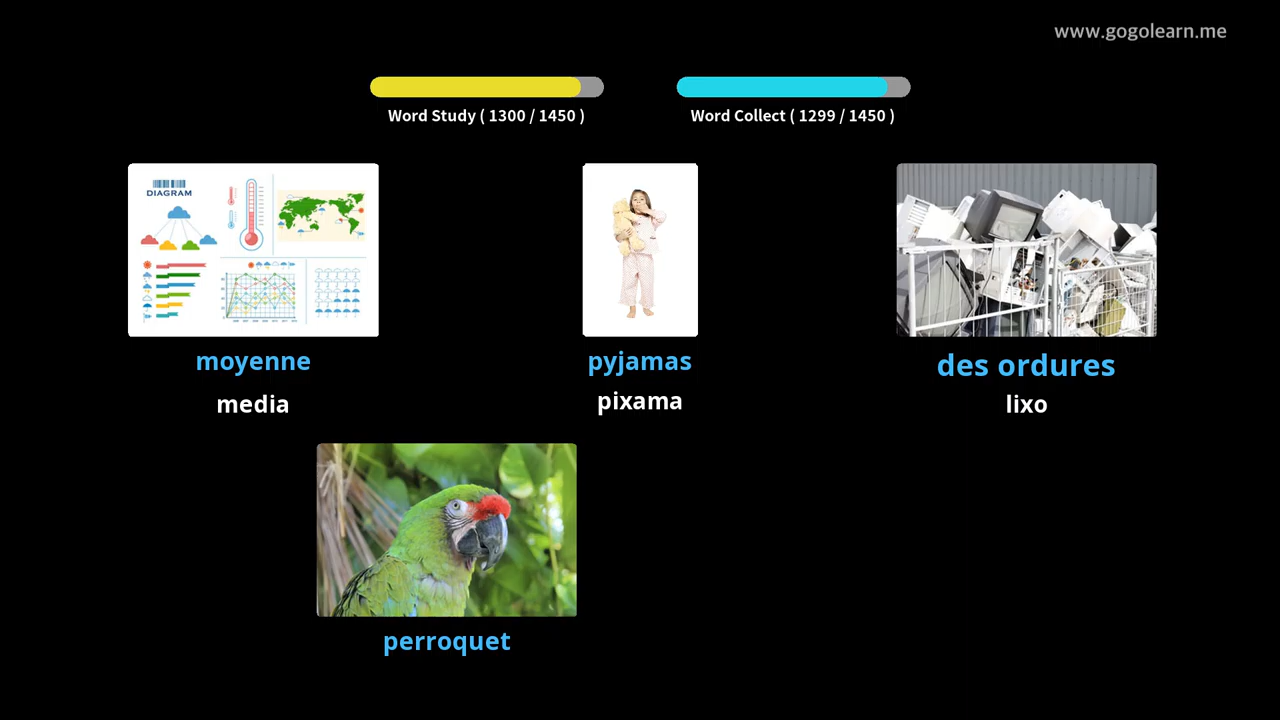 www.gogolearn.me
Word Study ( 1300 / 1450 )
Word Collect ( 1299 / 1450 )
DIAGRAM
moyenne
pyjamas
des ordures
media
pixama
lixo
perroquet